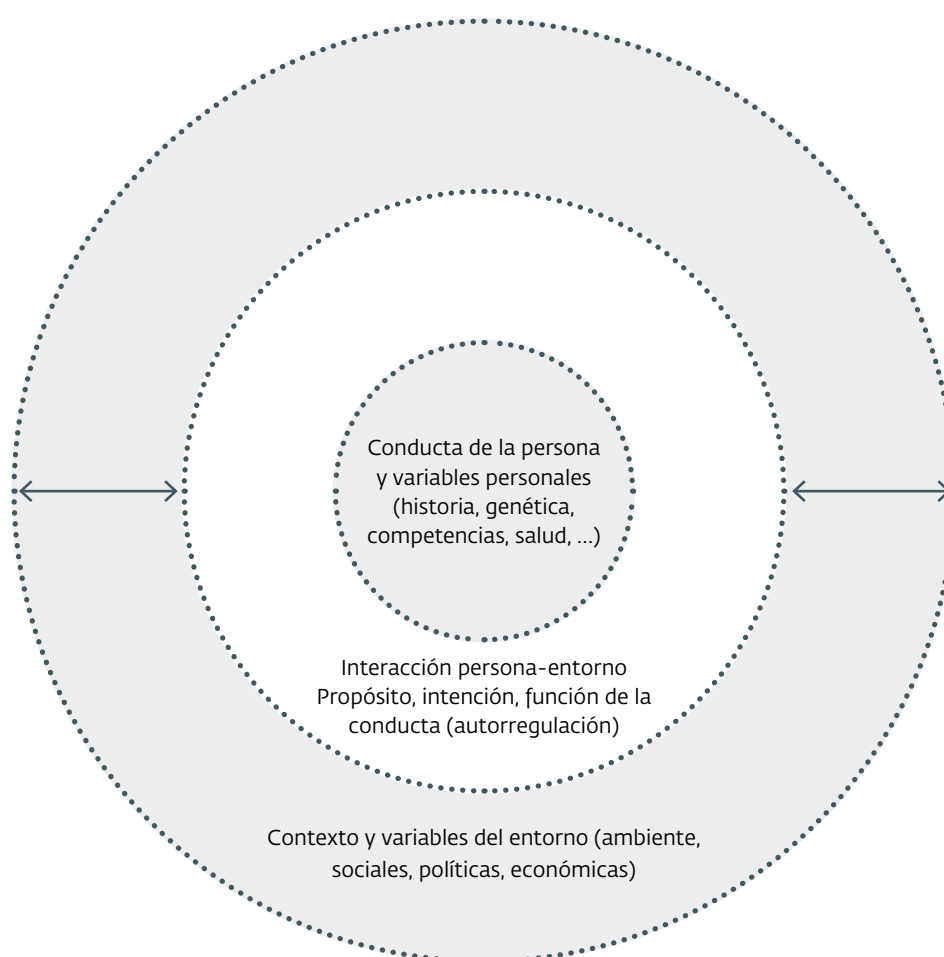 Conducta de la persona
y variables personales
(historia, genética,
competencias, salud, ...)
Interacción persona-entorno
Propósito, intención, función de la
conducta (autorregulación)
Contexto y variables del entorno (ambiente,
sociales, políticas, económicas)